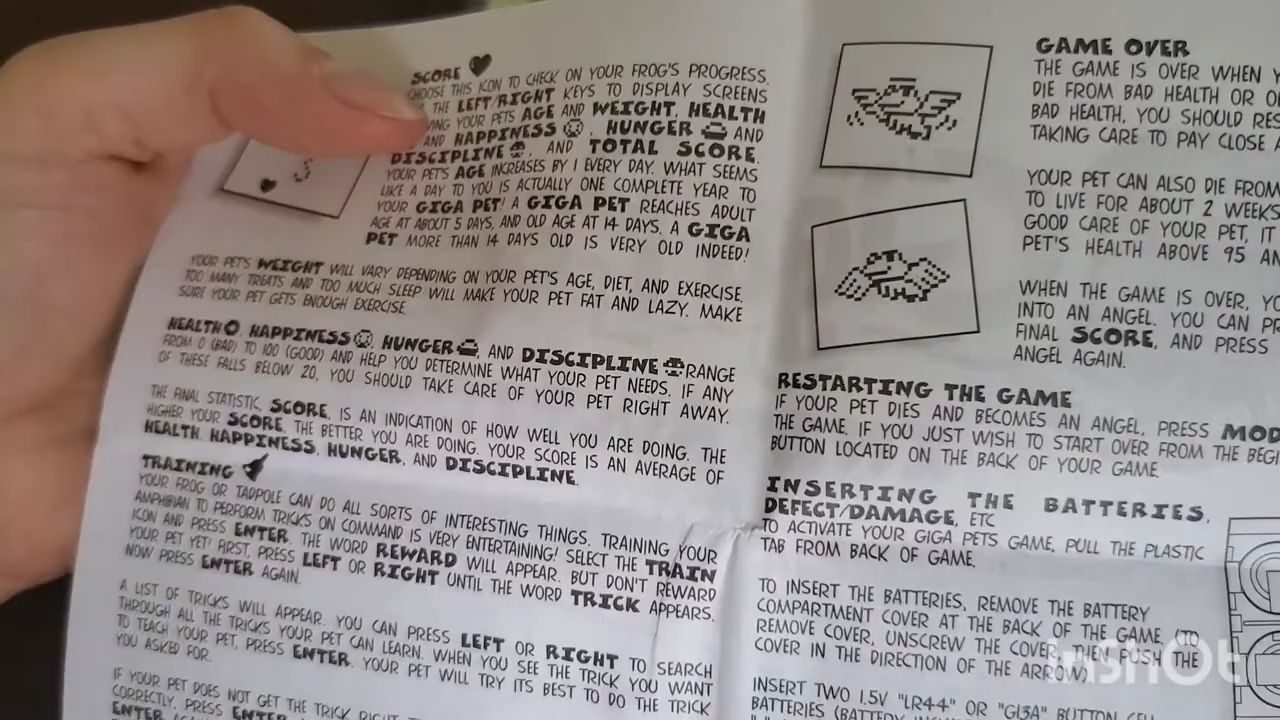 SCORE
CHOOSE THIS ICON TO CHECK ON YOUR FROG'S PROGRESS.
THE LEFT/RIGHT KEYS TO DISPLAY SCREENS
YOUR PETS AGE AND WEIGHT, HEALTH
AND HAPPINESS , HUNGER AND
DISCIPLINE , AND TOTAL SCORE.
YOUR PET'S AGE INCREASES BY 1 EVERY DAY. WHAT SEEMS
LIKE A DAY TO YOU IS ACTUALLY ONE COMPLETE YEAR TO
YOUR GIGA PET! A GIGA PET REACHES ADULT
AGE AT ABOUT 5 DAYS, AND OLD AGE AT 14 DAYS. A GIGA
PET MORE THAN 14 DAYS OLD IS VERY OLD INDEED!
5
YOUR PET'S WEIGHT WILL VARY DEPENDING ON YOUR PET'S AGE, DIET, AND EXERCISE.
TOO MANY TREATS AND TOO MUCH SLEEP WILL MAKE YOUR PET FAT AND LAZY. MAKE
SURE YOUR PET GETS ENOUGH EXERCISE.
HEALTH , HAPPINESS , HUNGER , AND DISCIPLINE RANGE
FROM 0 (BAD) TO 100 (GOOD) AND HELP YOU DETERMINE WHAT YOUR PET NEEDS. IF ANY
OF THESE FALLS BELOW 20, YOU SHOULD TAKE CARE OF YOUR PET RIGHT AWAY.
THE FINAL STATISTIC, SCORE, IS AN INDICATION OF HOW WELL YOU ARE DOING. THE
HIGHER YOUR SCORE, THE BETTER YOU ARE DOING. YOUR SCORE IS AN AVERAGE OF
HEALTH, HAPPINESS, HUNGER, AND DISCIPLINE.
TRAINING
YOUR FROG OR TADPOLE CAN DO ALL SORTS OF INTERESTING THINGS. TRAINING YOUR
AMPHIBIAN TO PERFORM TRICKS ON COMMAND IS VERY ENTERTAINING! SELECT THE TRAIN
ICON AND PRESS ENTER. THE WORD REWARD WILL APPEAR. BUT DON'T REWARD
YOUR PET YET! FIRST, PRESS LEFT OR RIGHT UNTIL THE WORD TRICK APPEARS.
NOW PRESS ENTER AGAIN.
A LIST OF TRICKS WILL APPEAR. YOU CAN PRESS LEFT OR RIGHT TO SEARCH
THROUGH ALL THE TRICKS YOUR PET CAN LEARN. WHEN YOU SEE THE TRICK YOU WANT
TO TEACH YOUR PET, PRESS ENTER. YOUR PET WILL TRY ITS BEST TO DO THE TRICK
YOU ASKED FOR.
IF YOUR PET DOES NOT GET THE TRICK RIGHT
CORRECTLY, PRESS ENTER
ENTER
GAME OVER
THE GAME IS OVER WHEN
DIE FROM BAD HEALTH OR
BAD HEALTH, YOU SHOULD
TAKING CARE TO PAY CLOSE
YOUR PET CAN ALSO DIE FROM
TO LIVE FOR ABOUT 2 WEEKS
GOOD CARE OF YOUR PET, IT
PET'S HEALTH ABOVE 95
WHEN THE GAME IS OVER,
INTO AN ANGEL. YOU CAN
FINAL SCORE, AND PRESS
ANGEL AGAIN.
RESTARTING THE GAME
IF YOUR PET DIES AND BECOMES AN ANGEL, PRESS
THE GAME. IF YOU JUST WISH TO START OVER FROM THE
BUTTON LOCATED ON THE BACK OF YOUR GAME.
INSERTING THE BATTERIES,
DEFECT/DAMAGE, ETC
TO ACTIVATE YOUR GIGA PETS GAME, PULL THE PLASTIC
TAB FROM BACK OF GAME.
TO INSERT THE BATTERIES, REMOVE THE BATTERY
COMPARTMENT COVER AT THE BACK OF THE GAME. (TO
REMOVE COVER, UNSCREW THE COVER, THEN PUSH THE
COVER IN THE DIRECTION OF THE ARROW).
INSERT TWO 1.5V "LR44" OR "G13A" BUTTON CELL
BATTERIES
InShOt